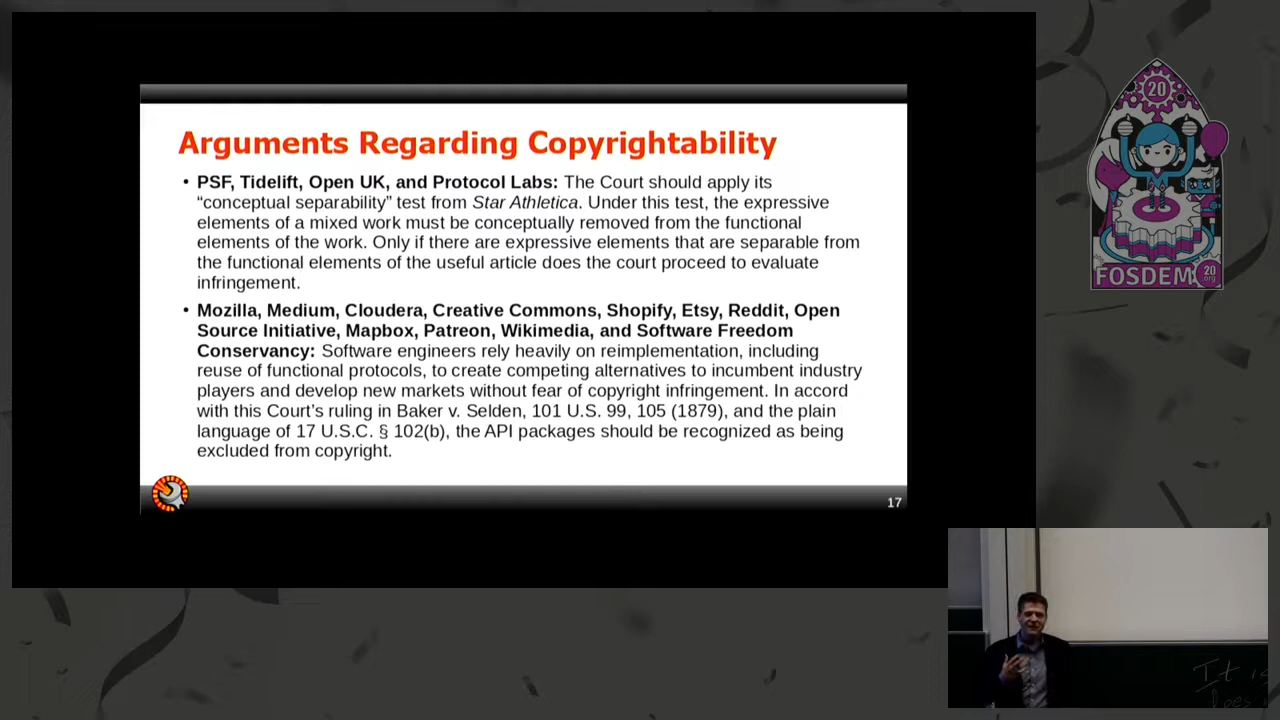 Arguments Regarding Copyrightability
• PSF, Tidelift, Open UK, and Protocol Labs: The Court should apply its
“conceptual separability” test from Star Athletica. Under this test, the expressive
elements of a mixed work must be conceptually removed from the functional
elements of the work. Only if there are expressive elements that are separable from
the functional elements of the useful article does the court proceed to evaluate
infringement.
• Mozilla, Medium, Cloudera, Creative Commons, Shopify, Etsy, Reddit, Open
Source Initiative, Mapbox, Patreon, Wikimedia, and Software Freedom
Conservancy: Software engineers rely heavily on reimplementation, including
reuse of functional protocols, to create competing alternatives to incumbent industry
players and develop new markets without fear of copyright infringement. In accord
with this Court’s ruling in Baker v. Selden, 101 U.S. 99, 105 (1879), and the plain
language of 17 U.S.C. § 102(b), the API packages should be recognized as being
excluded from copyright.
17
20
FOSDEM 20
.org
It is